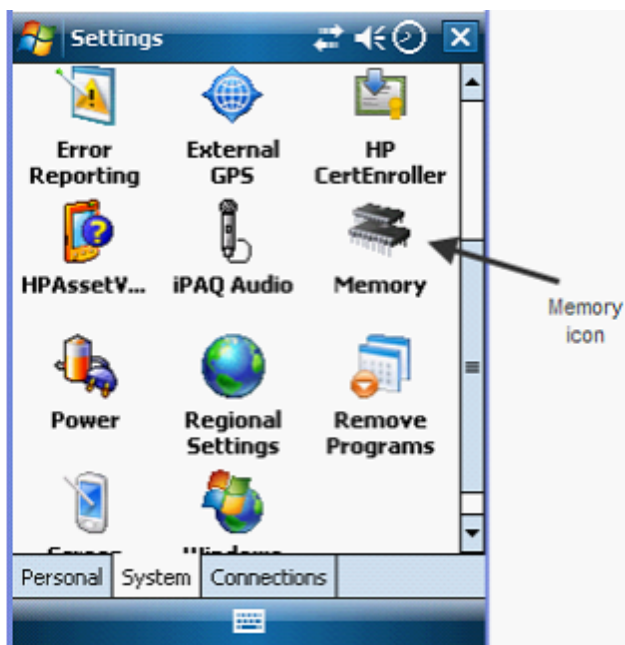 Settings
Error External HP
Reporting GPS CertEnroller
HPAssetV... iPAQ Audio Memory
Memory
icon
Power Regional Remove
Settings Programs
Personal System Connections